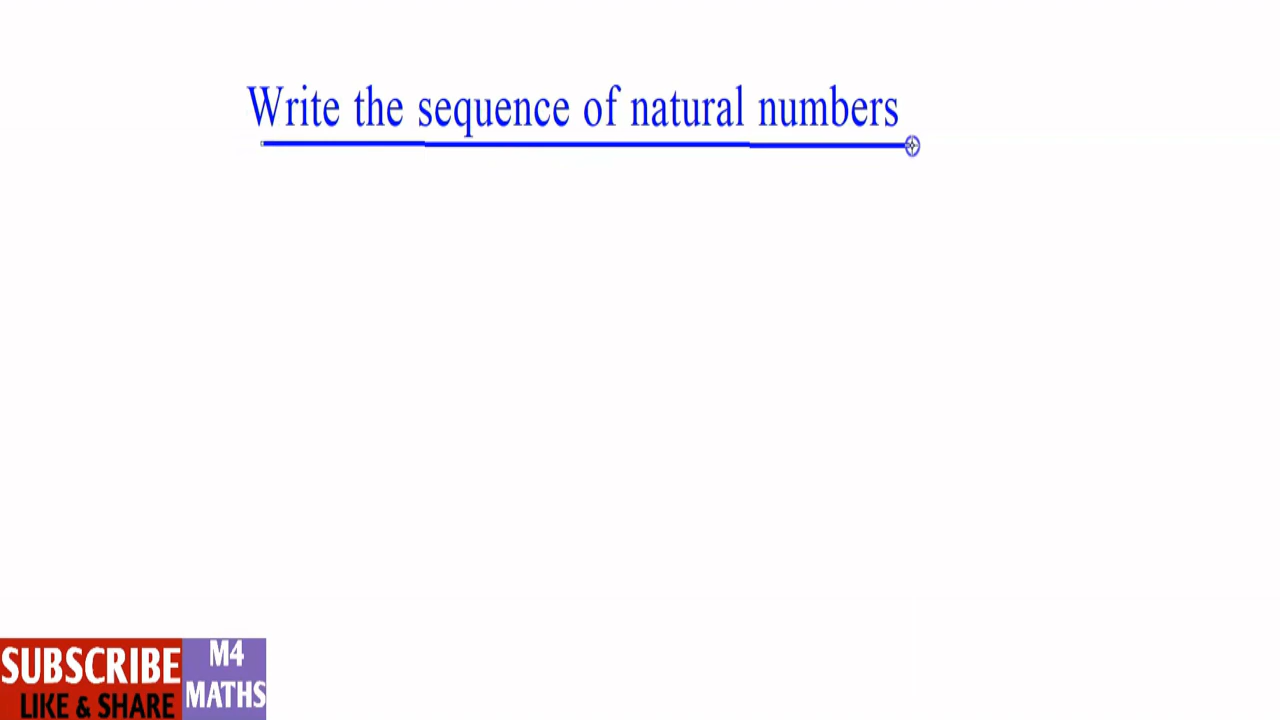 Write the sequence of natural numbers
SUBSCRIBE
LIKE & SHARE
M4
MATHS